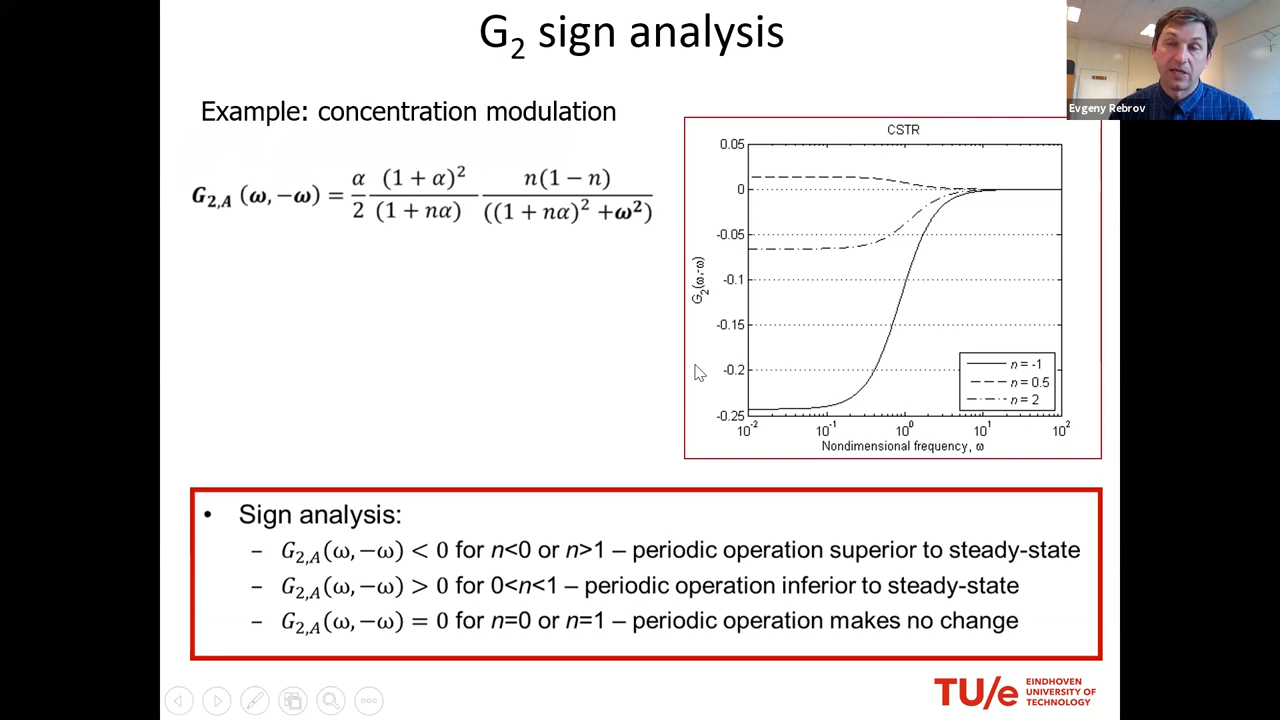 G₂ sign analysis
Evgeny Rebrov
Example: concentration modulation
G₂,A (ω, −ω) = α/2 (1 + α)²/(1 + nα) n(1 − n)/((1 + nα)² +ω²)
CSTR
0.05
0
-0.05
-0.1
-0.15
-0.2
-0.25
G₂(ω,-ω)
n = -1
n = 0.5
n = 2
10⁻² 10⁻¹ 10⁰ 10¹ 10²
Nondimensional frequency, ω
• Sign analysis:
– G₂,A(ω, −ω) < 0 for n<0 or n>1 – periodic operation superior to steady-state
– G₂,A(ω, −ω) > 0 for 0<n<1 – periodic operation inferior to steady-state
– G₂,A(ω, −ω) = 0 for n=0 or n=1 – periodic operation makes no change
TU/e EINDHOVEN
UNIVERSITY OF
TECHNOLOGY